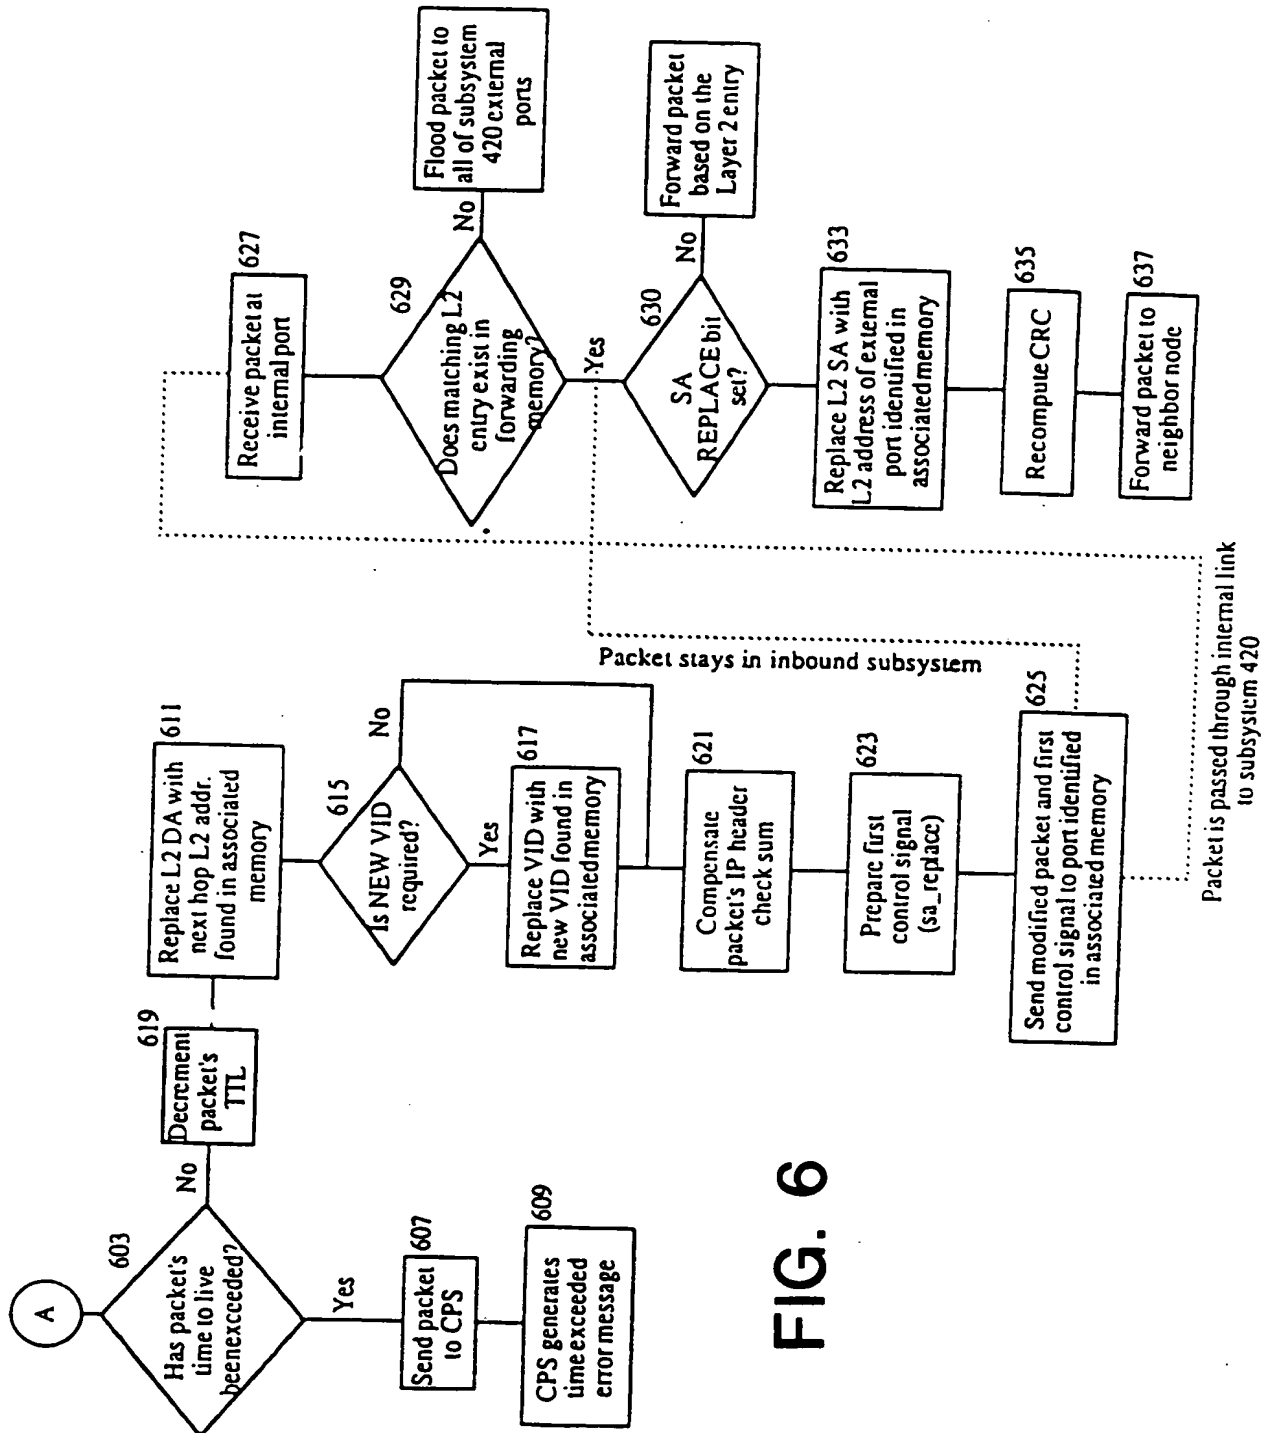 A
603
Has packet's
time to live
been exceeded?
No
Yes
607
Send packet
to CPS
609
CPS generates
time exceeded
error message
619
Decrement
packet's
TTL
611
Replace L2 DA with
next hop L2 addr.
found in associated
memory
615
Is NEW VID
required?
No
Yes
617
Replace VID with
new VID found in
associated memory
621
Compensate
packet's IP header
check sum
623
Prepare first
control signal
(sa_replace)
625
Send modified packet and first
control signal to port identified
in associated memory
Packet stays in inbound subsystem
Packet is passed through internal link
to subsystem 420
627
Receive packet at
internal port
629
Does matching L2
entry exist in
forwarding
memory?
No
Flood packet to
all of subsystem
420 external
ports
Yes
630
SA
REPLACE bit
set?
No
Forward packet
based on the
Layer 2 entry
633
Replace L2 SA with
L2 address of external
port identified in
associated memory
635
Recompute CRC
637
Forward packet to
neighbor node
FIG. 6